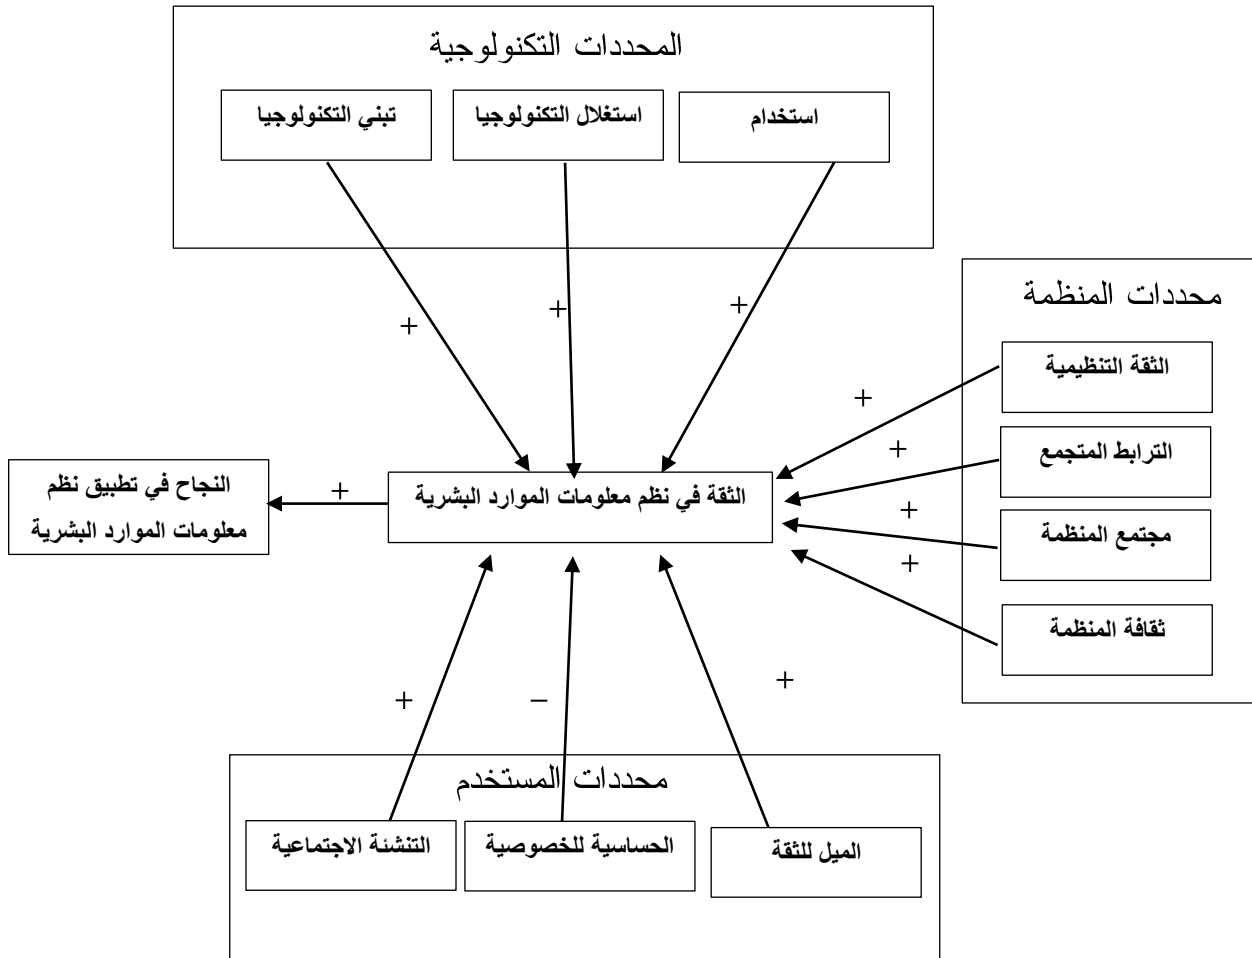 المحددات التكنولوجية
استخدام
استغلال التكنولوجيا
تبني التكنولوجيا
+
+
+
محددات المنظمة
الثقة التنظيمية
الترابط المتجمع
مجتمع المنظمة
ثقافة المنظمة
+
+
+
+
الثقة في نظم معلومات الموارد البشرية
+
النجاح في تطبيق نظم
معلومات الموارد البشرية
+
–
+
محددات المستخدم
الميل للثقة
الحساسية للخصوصية
التنشئة الاجتماعية